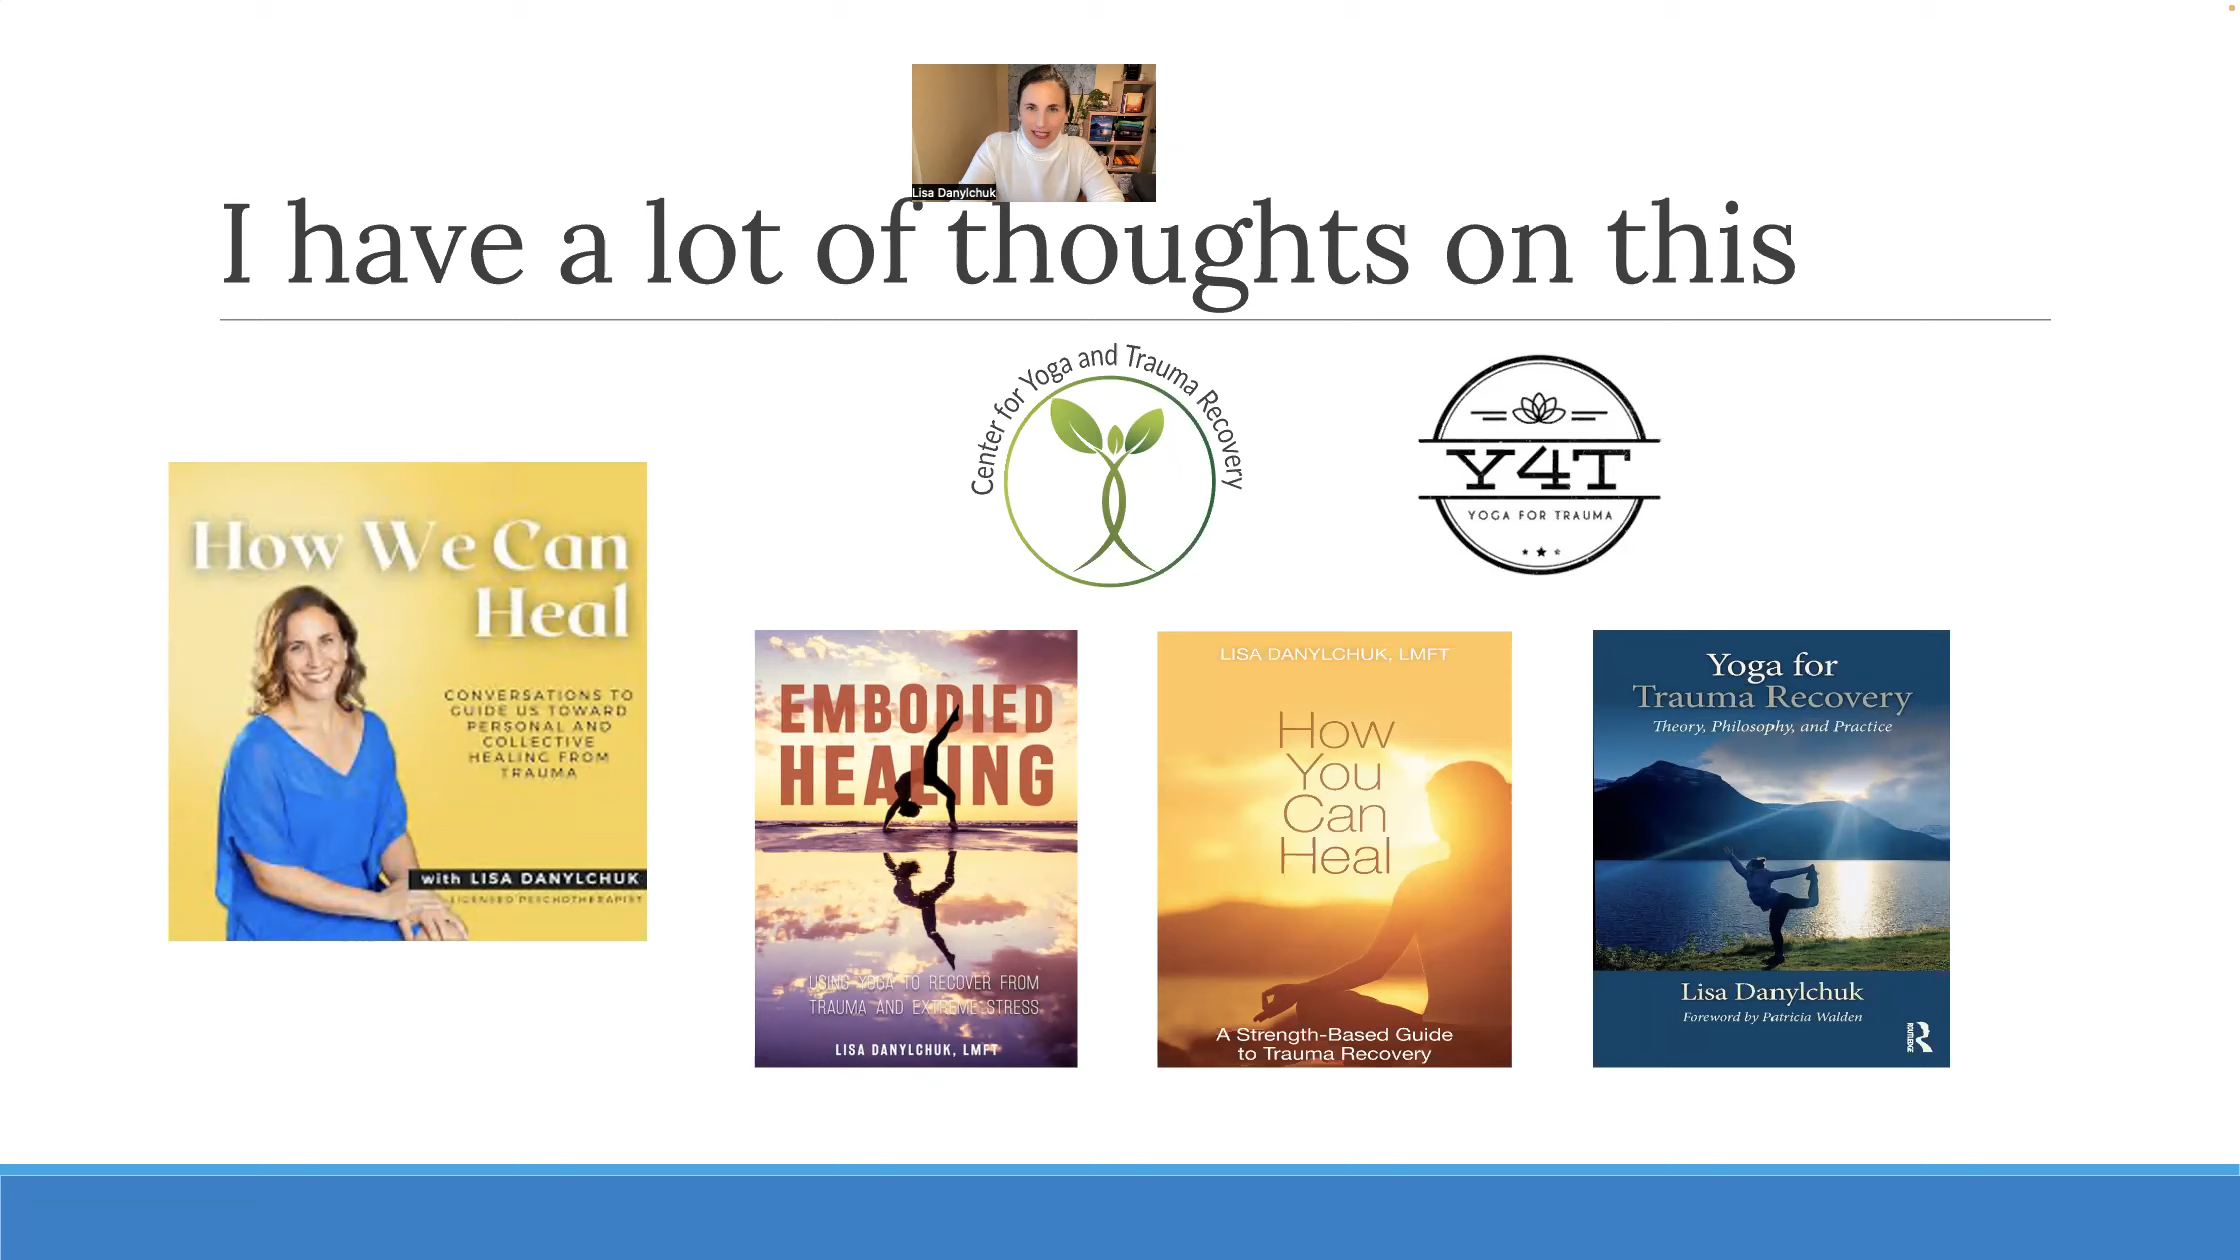 Lisa Danylchuk
I have a lot of thoughts on this
Center for Yoga and Trauma Recovery
Y4T
YOGA FOR TRAUMA
How We Can
Heal
CONVERSATIONS TO
GUIDE US TOWARD
PERSONAL AND
COLLECTIVE
HEALING FROM
TRAUMA
with LISA DANYLCHUK
LICENSED PSYCHOTHERAPIST
EMBODIED
HEALING
USING YOGA TO RECOVER FROM
TRAUMA AND EXTREME STRESS
LISA DANYLCHUK, LMFT
LISA DANYLCHUK, LMFT
How
You
Can
Heal
A Strength-Based Guide
to Trauma Recovery
Yoga for
Trauma Recovery
Theory, Philosophy, and Practice
Lisa Danylchuk
Foreword by Patricia Walden
ROUTLEDGE